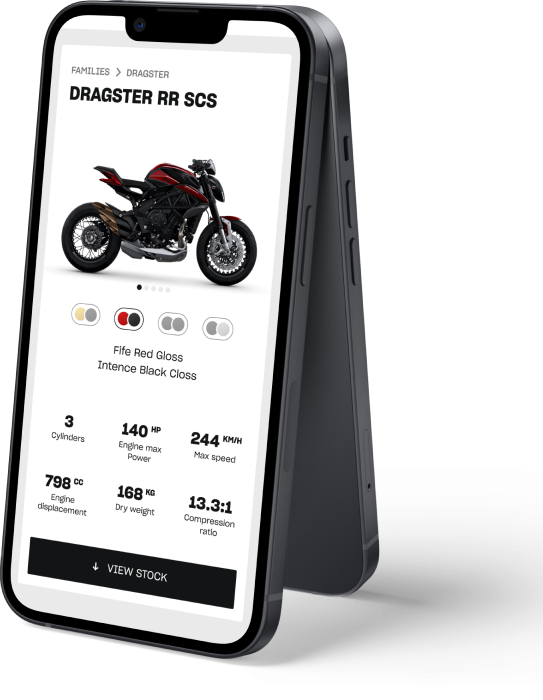 FAMILIES > DRAGSTER
DRAGSTER RR SCS
Fife Red Gloss
Intence Black Closs
3
Cylinders
140 HP
Engine max
Power
244 KM/H
Max speed
798 CC
Engine
displacement
168 KG
Dry weight
13.3:1
Compression
ratio
↓ VIEW STOCK